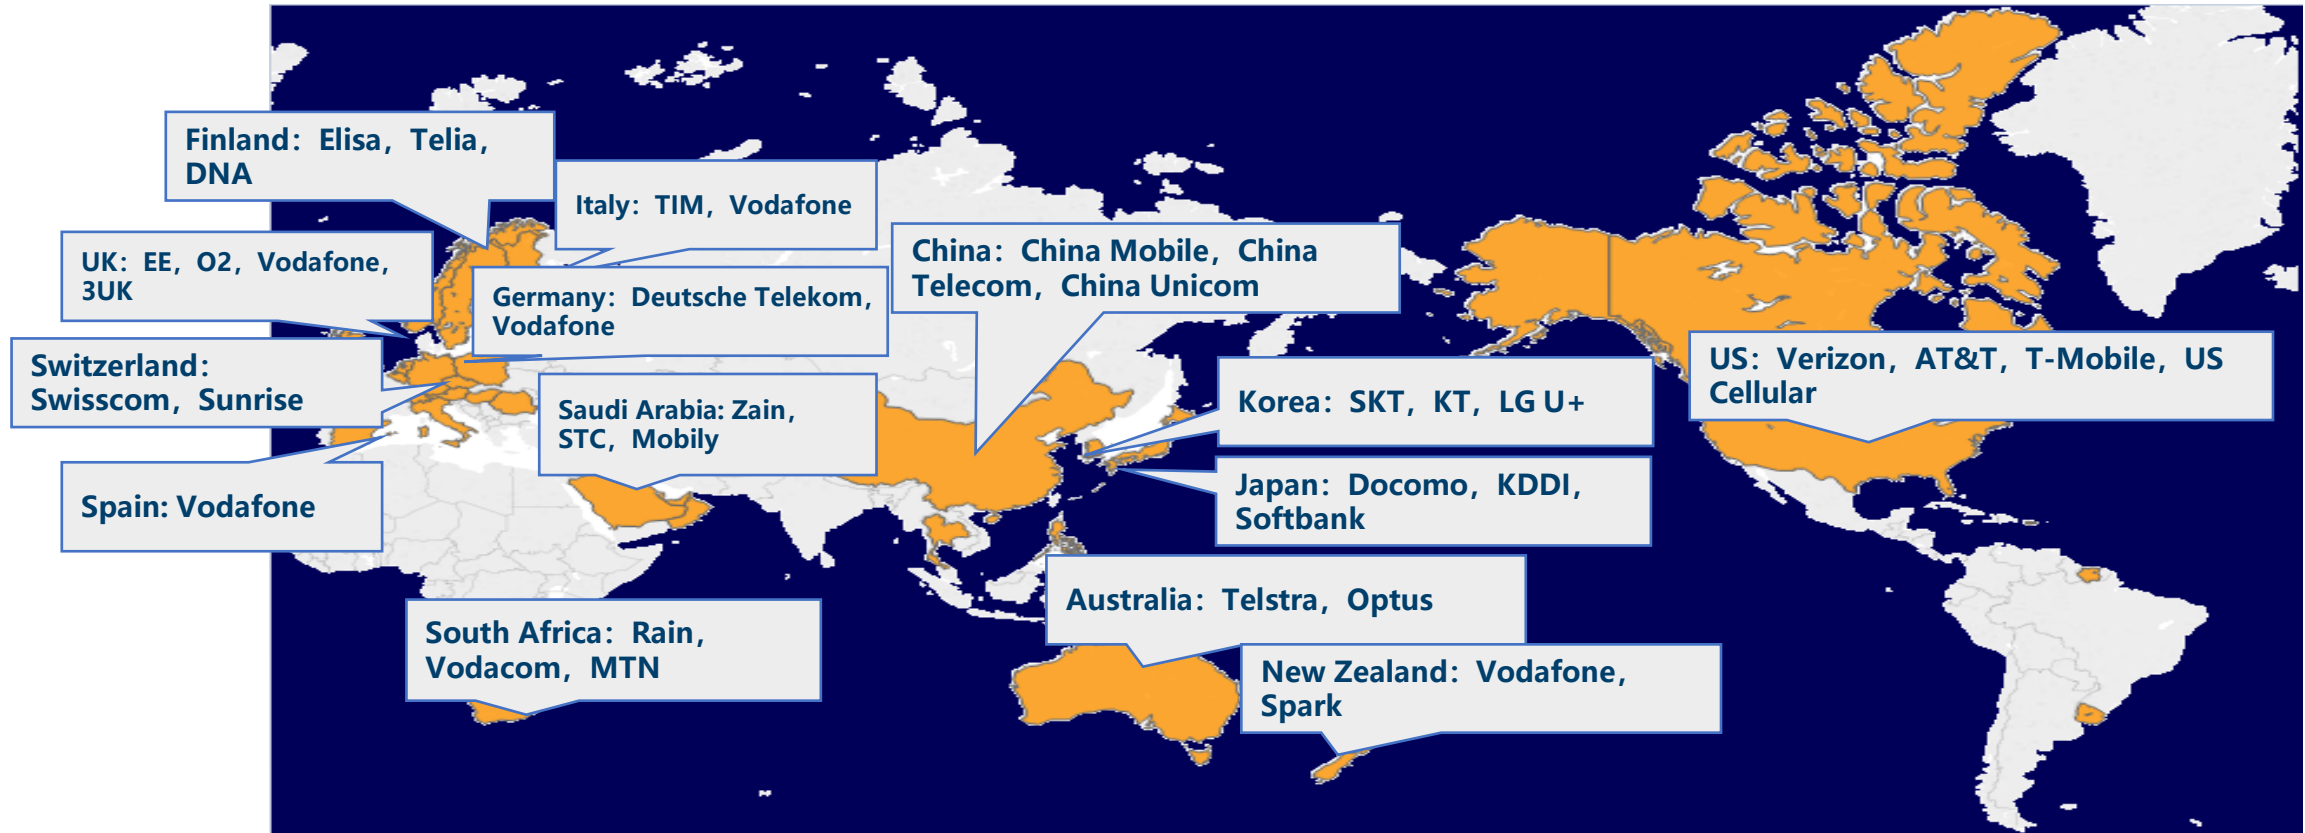 Finland：Elisa，Telia，
DNA
Italy：TIM，Vodafone
UK：EE，O2，Vodafone，
3UK
Germany：Deutsche Telekom，
Vodafone
China：China Mobile，China
Telecom，China Unicom
Switzerland：
Swisscom，Sunrise
Saudi Arabia: Zain，
STC，Mobily
Korea：SKT，KT，LG U+
US：Verizon，AT&T，T-Mobile，US
Cellular
Spain: Vodafone
Japan：Docomo，KDDI，
Softbank
Australia：Telstra，Optus
South Africa：Rain，
Vodacom，MTN
New Zealand：Vodafone，
Spark